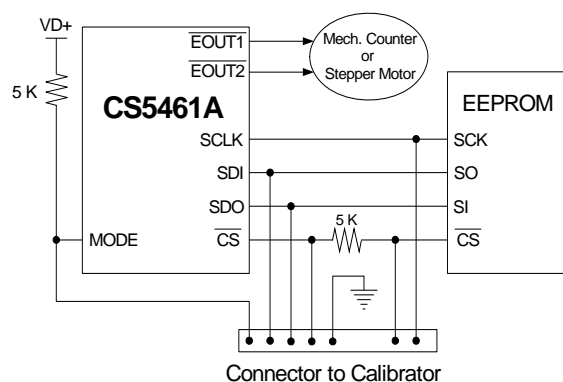 VD+
5 K
CS5461A
EOUT1
EOUT2
Mech. Counter
or
Stepper Motor
EEPROM
SCLK
SCK
SDI
SO
SDO
SI
5 K
MODE
CS
CS
Connector to Calibrator